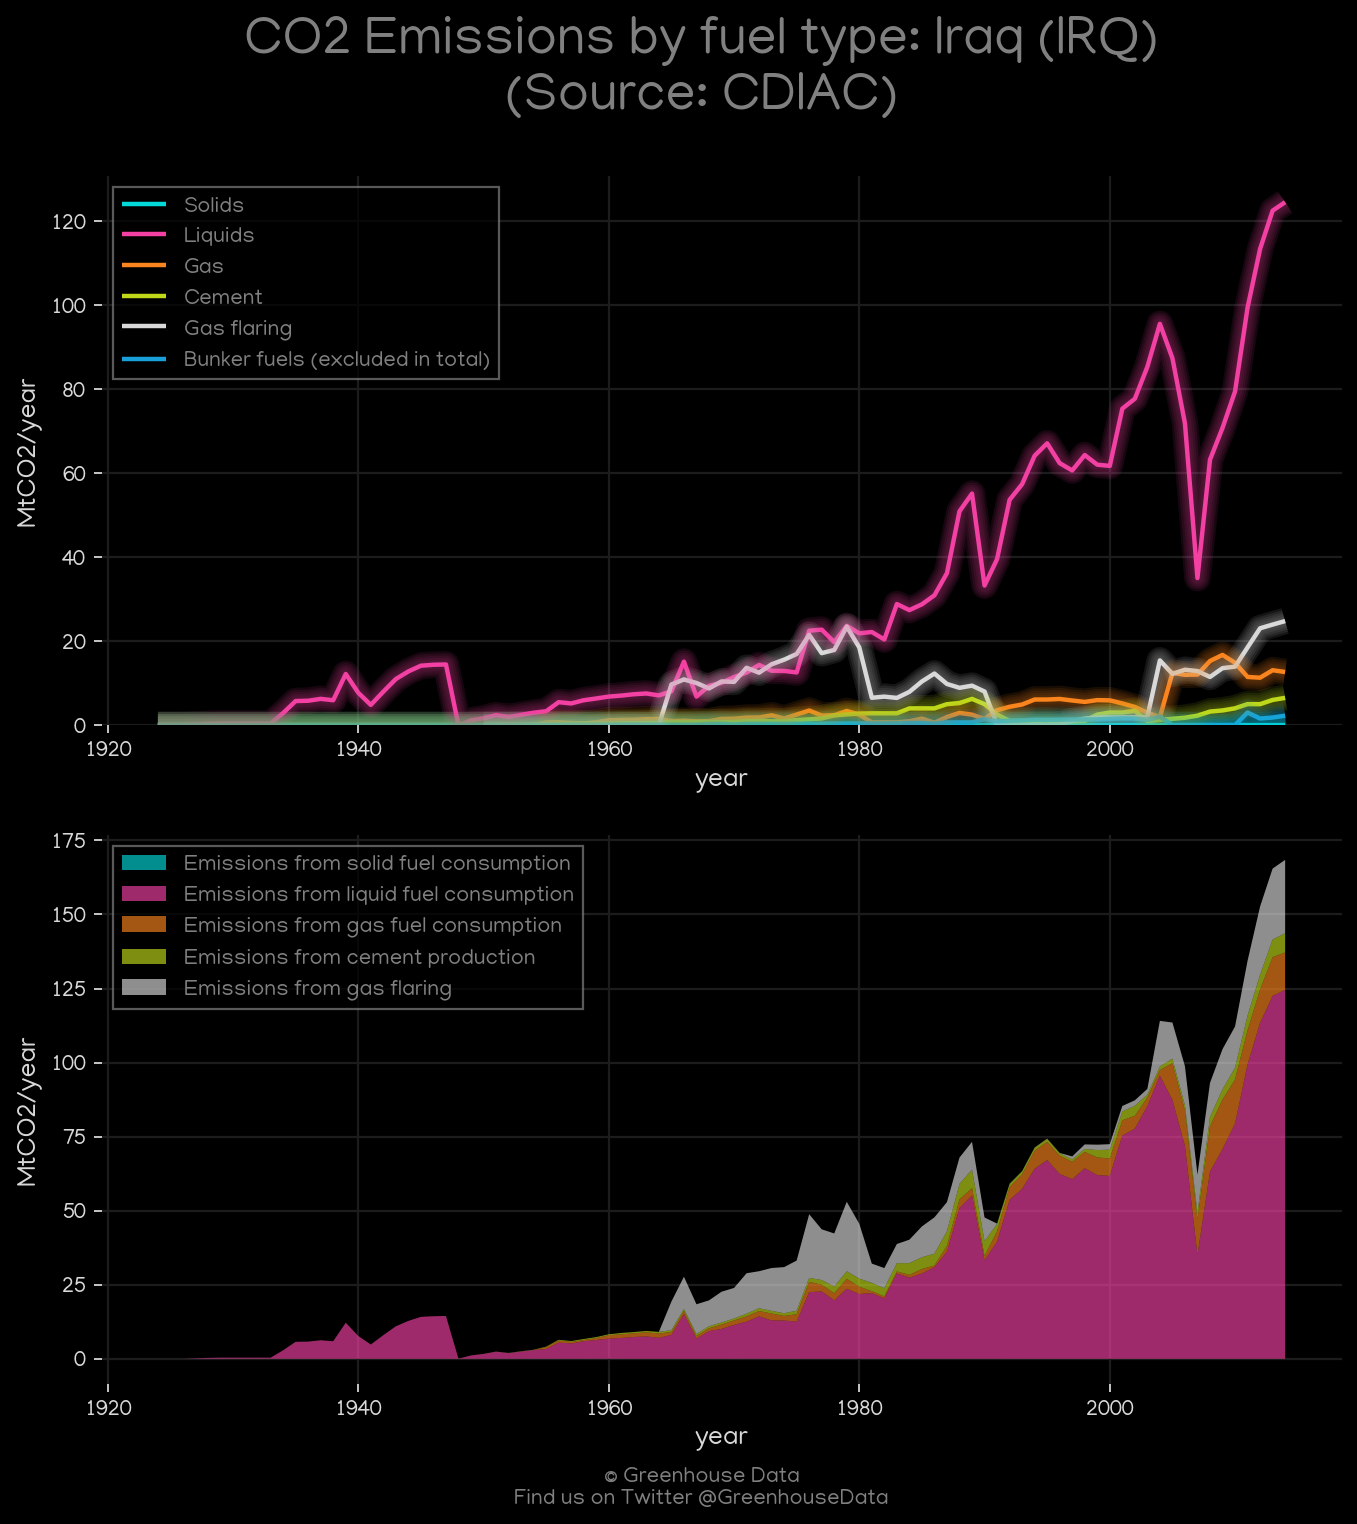 CO2 Emissions by fuel type: Iraq (IRQ)
(Source: CDIAC)
Solids
Liquids
Gas
Cement
Gas flaring
Bunker fuels (excluded in total)
120
100
80
60
40
20
0
MtCO2/year
1920
1940
1960
1980
2000
year
Emissions from solid fuel consumption
Emissions from liquid fuel consumption
Emissions from gas fuel consumption
Emissions from cement production
Emissions from gas flaring
175
150
125
100
75
50
25
0
MtCO2/year
1920
1940
1960
1980
2000
year
© Greenhouse Data
Find us on Twitter @GreenhouseData